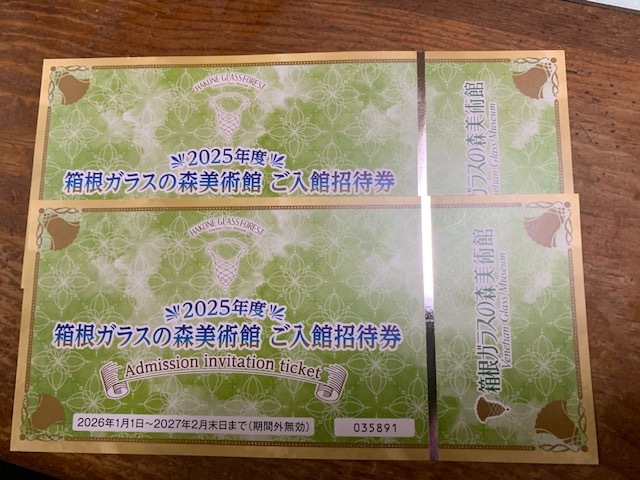 HAKONE GLASS FOREST
2025年度
箱根ガラスの森美術館 ご入館招待券
ガラスの森美術館
Venetian Glass Museum
HAKONE GLASS FOREST
2025年度
箱根ガラスの森美術館 ご入館招待券
Admission invitation ticket
2026年1月1日～2027年2月末日まで(期間外無効)
035891
箱根ガラスの森美術館
Venetian Glass Museum